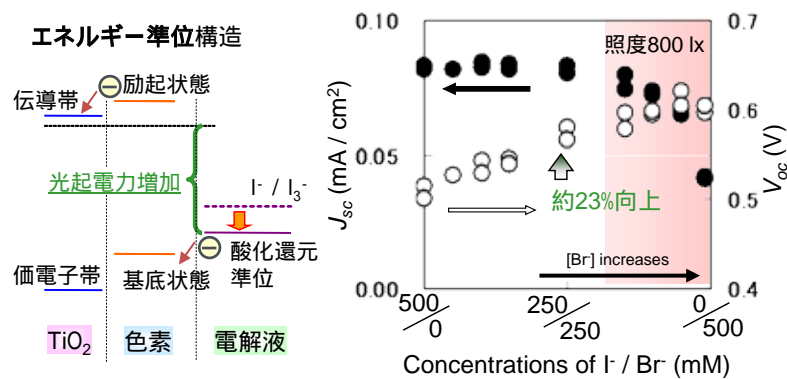 エネルギー準位構造
伝導帯
励起状態
光起電力増加
I⁻ / I₃⁻
酸化還元
準位
価電子帯
基底状態
TiO₂
色素
電解液
照度800 lx
0.10
0.05
0.00
Jsc (mA / cm²)
0.7
0.6
0.5
0.4
Voc (V)
約23%向上
[Br⁻] increases
500/0
250/250
0/500
Concentrations of I⁻ / Br⁻ (mM)